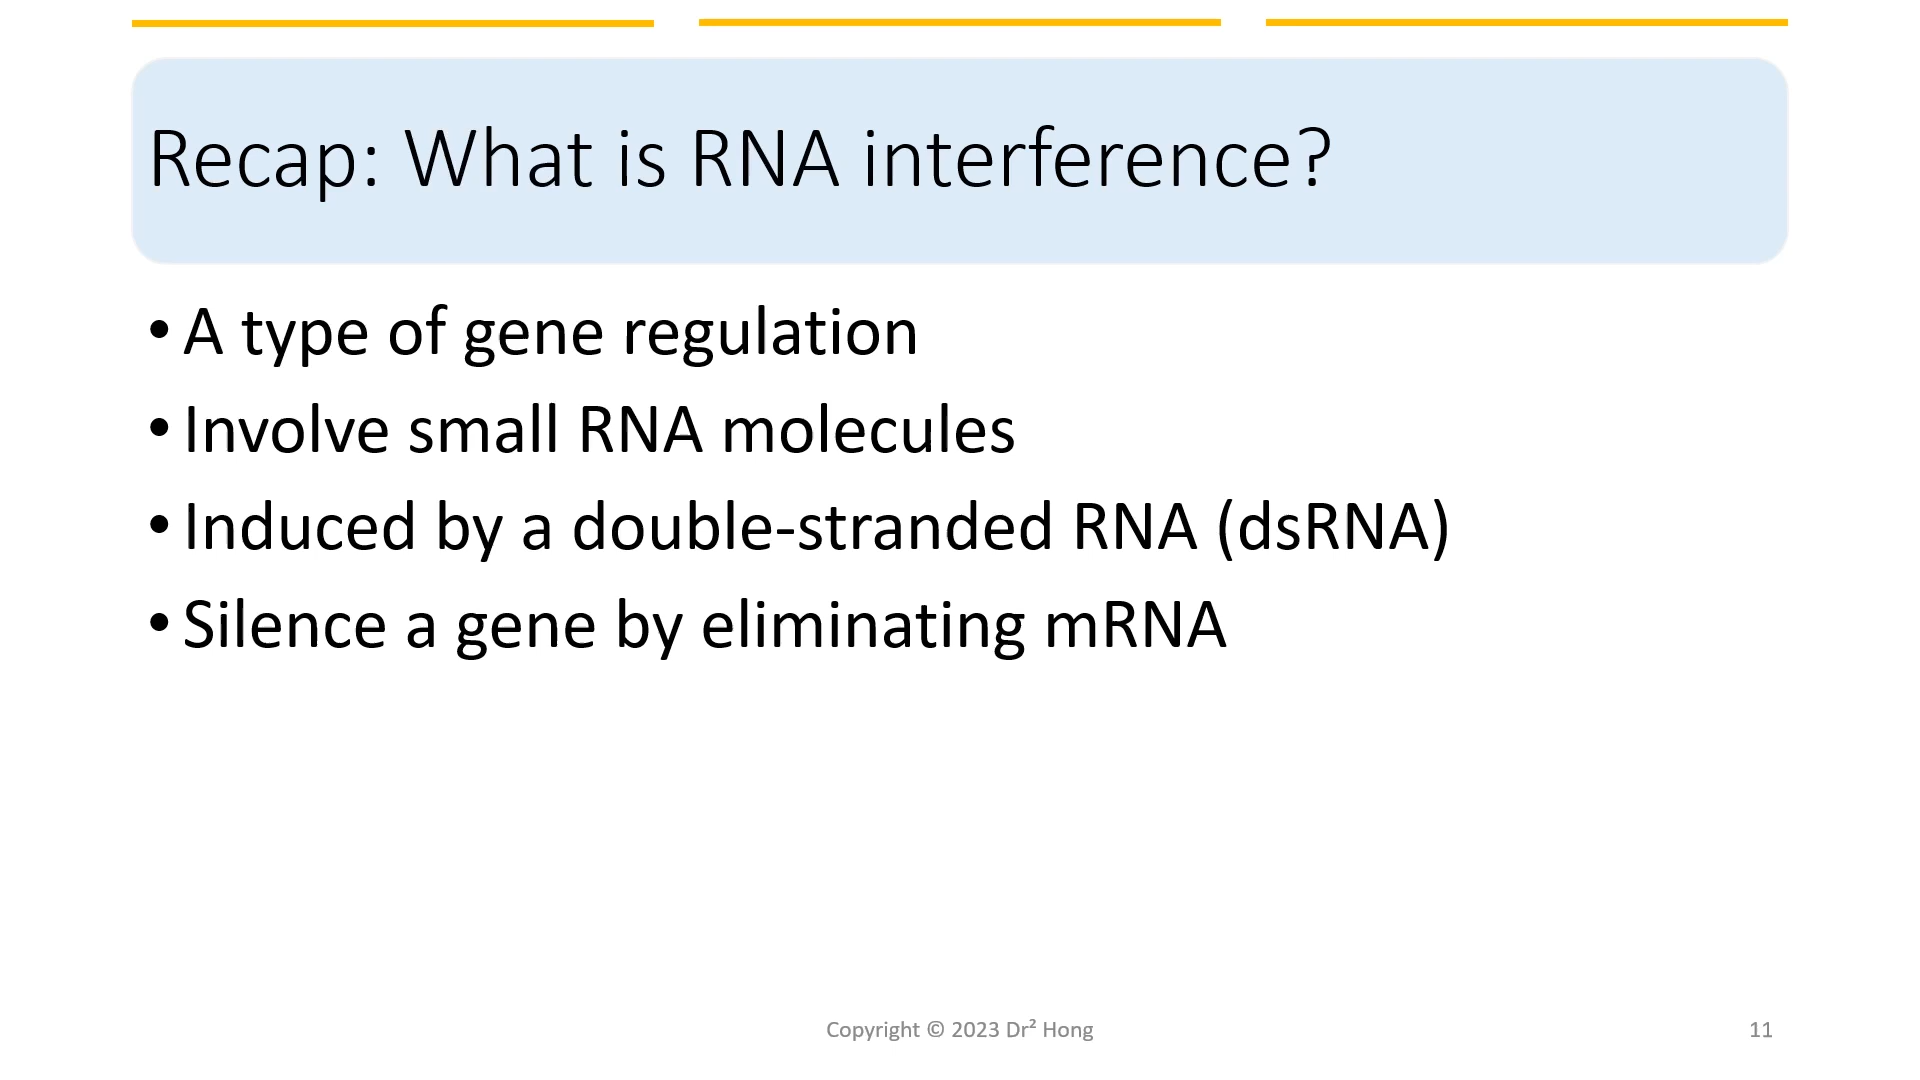 Recap: What is RNA interference?
• A type of gene regulation
• Involve small RNA molecules
• Induced by a double-stranded RNA (dsRNA)
• Silence a gene by eliminating mRNA
Copyright © 2023 Dr² Hong
11